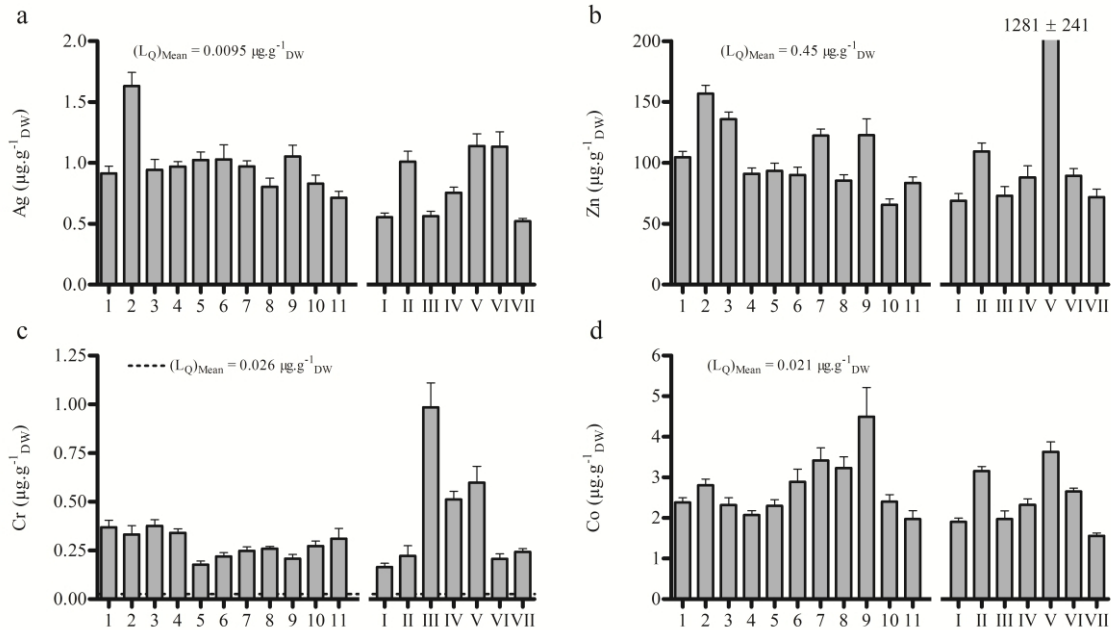 a
Ag (µg.g⁻¹DW)
2.0
1.5
1.0
0.5
0.0
(LQ)Mean = 0.0095 µg.g⁻¹DW
1 2 3 4 5 6 7 8 9 10 11 I II III IV V VI VII
b
Zn (µg.g⁻¹DW)
1281 ± 241
200
150
100
50
0
(LQ)Mean = 0.45 µg.g⁻¹DW
1 2 3 4 5 6 7 8 9 10 11 I II III IV V VI VII
c
Cr (µg.g⁻¹DW)
1.25
1.00
0.75
0.50
0.25
0.00
(LQ)Mean = 0.026 µg.g⁻¹DW
1 2 3 4 5 6 7 8 9 10 11 I II III IV V VI VII
d
Co (µg.g⁻¹DW)
6
5
4
3
2
1
0
(LQ)Mean = 0.021 µg.g⁻¹DW
1 2 3 4 5 6 7 8 9 10 11 I II III IV V VI VII